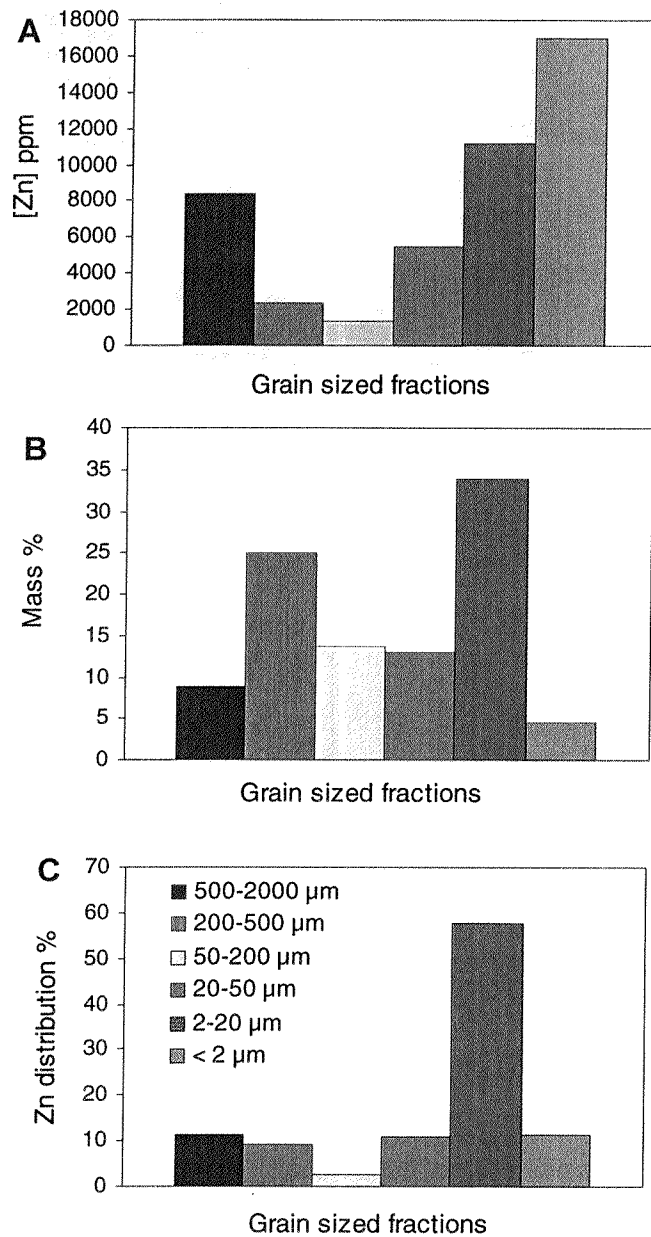 A
18000
16000
14000
12000
10000
8000
6000
4000
2000
0
[Zn] ppm
Grain sized fractions
B
40
35
30
25
20
15
10
5
0
Mass %
Grain sized fractions
C
70
60
50
40
30
20
10
0
Zn distribution %
500-2000 µm
200-500 µm
50-200 µm
20-50 µm
2-20 µm
< 2 µm
Grain sized fractions